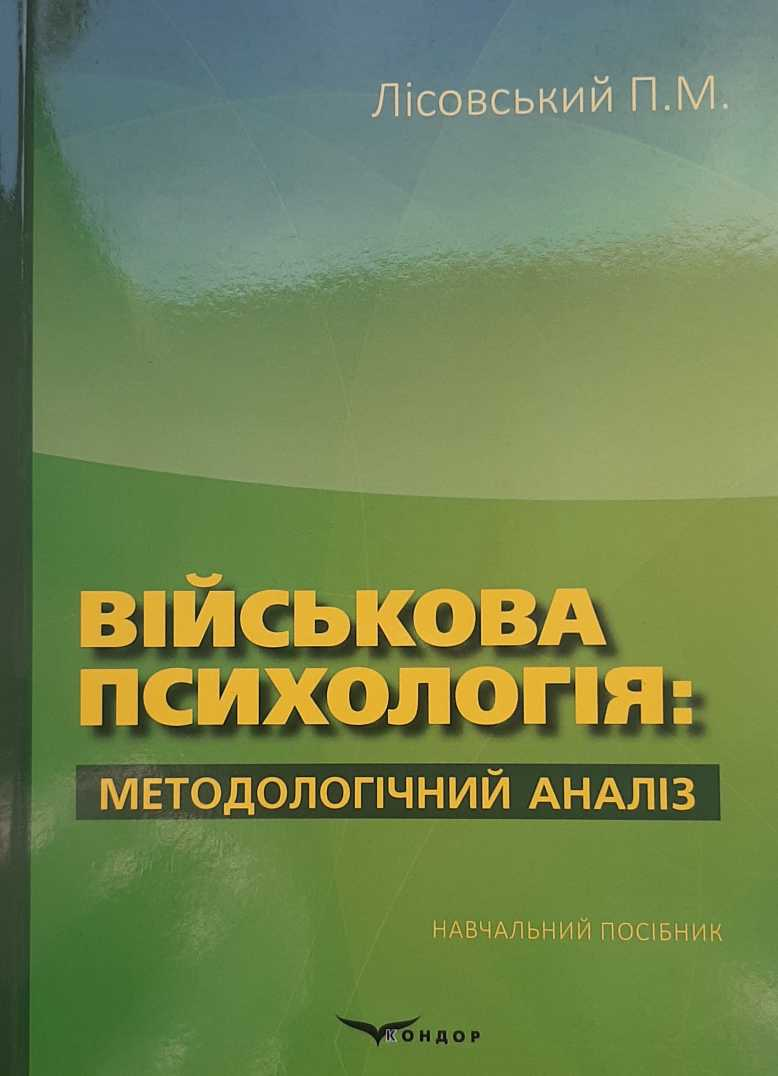 Лісовський П.М.
ВІЙСЬКОВА
ПСИХОЛОГІЯ:
МЕТОДОЛОГІЧНИЙ АНАЛІЗ
НАВЧАЛЬНИЙ ПОСІБНИК
КОНДОР